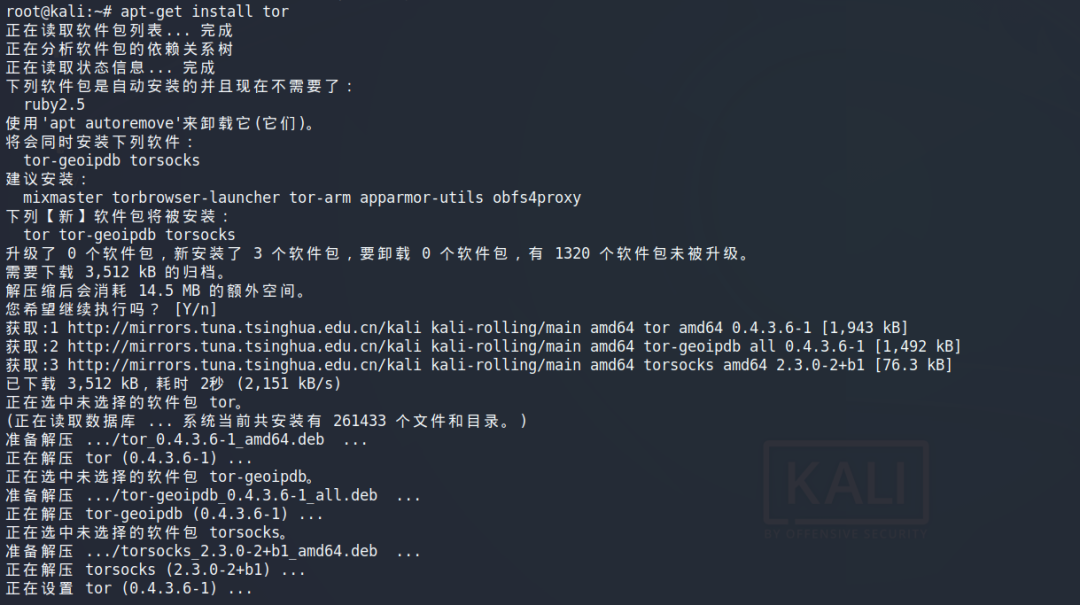 root@kali:~# apt-get install tor
正在读取软件包列表... 完成
正在分析软件包的依赖关系树
正在读取状态信息... 完成
下列软件包是自动安装的并且现在不需要了：
  ruby2.5
使用'apt autoremove'来卸载它(它们)。
将会同时安装下列软件：
  tor-geoipdb torsocks
建议安装：
  mixmaster torbrowser-launcher tor-arm apparmor-utils obfs4proxy
下列【新】软件包将被安装：
  tor tor-geoipdb torsocks
升级了 0 个软件包，新安装了 3 个软件包，要卸载 0 个软件包，有 1320 个软件包未被升级。
需要下载 3,512 kB 的归档。
解压缩后会消耗 14.5 MB 的额外空间。
您希望继续执行吗？ [Y/n]
获取:1 http://mirrors.tuna.tsinghua.edu.cn/kali kali-rolling/main amd64 tor amd64 0.4.3.6-1 [1,943 kB]
获取:2 http://mirrors.tuna.tsinghua.edu.cn/kali kali-rolling/main amd64 tor-geoipdb all 0.4.3.6-1 [1,492 kB]
获取:3 http://mirrors.tuna.tsinghua.edu.cn/kali kali-rolling/main amd64 torsocks amd64 2.3.0-2+b1 [76.3 kB]
已下载 3,512 kB，耗时 2秒 (2,151 kB/s)
正在选中未选择的软件包 tor。
(正在读取数据库 ... 系统当前共安装有 261433 个文件和目录。)
准备解压 .../tor_0.4.3.6-1_amd64.deb  ...
正在解压 tor (0.4.3.6-1) ...
正在选中未选择的软件包 tor-geoipdb。
准备解压 .../tor-geoipdb_0.4.3.6-1_all.deb  ...
正在解压 tor-geoipdb (0.4.3.6-1) ...
正在选中未选择的软件包 torsocks。
准备解压 .../torsocks_2.3.0-2+b1_amd64.deb  ...
正在解压 torsocks (2.3.0-2+b1) ...
正在设置 tor (0.4.3.6-1) ...
KALI
BY OFFENSIVE SECURITY